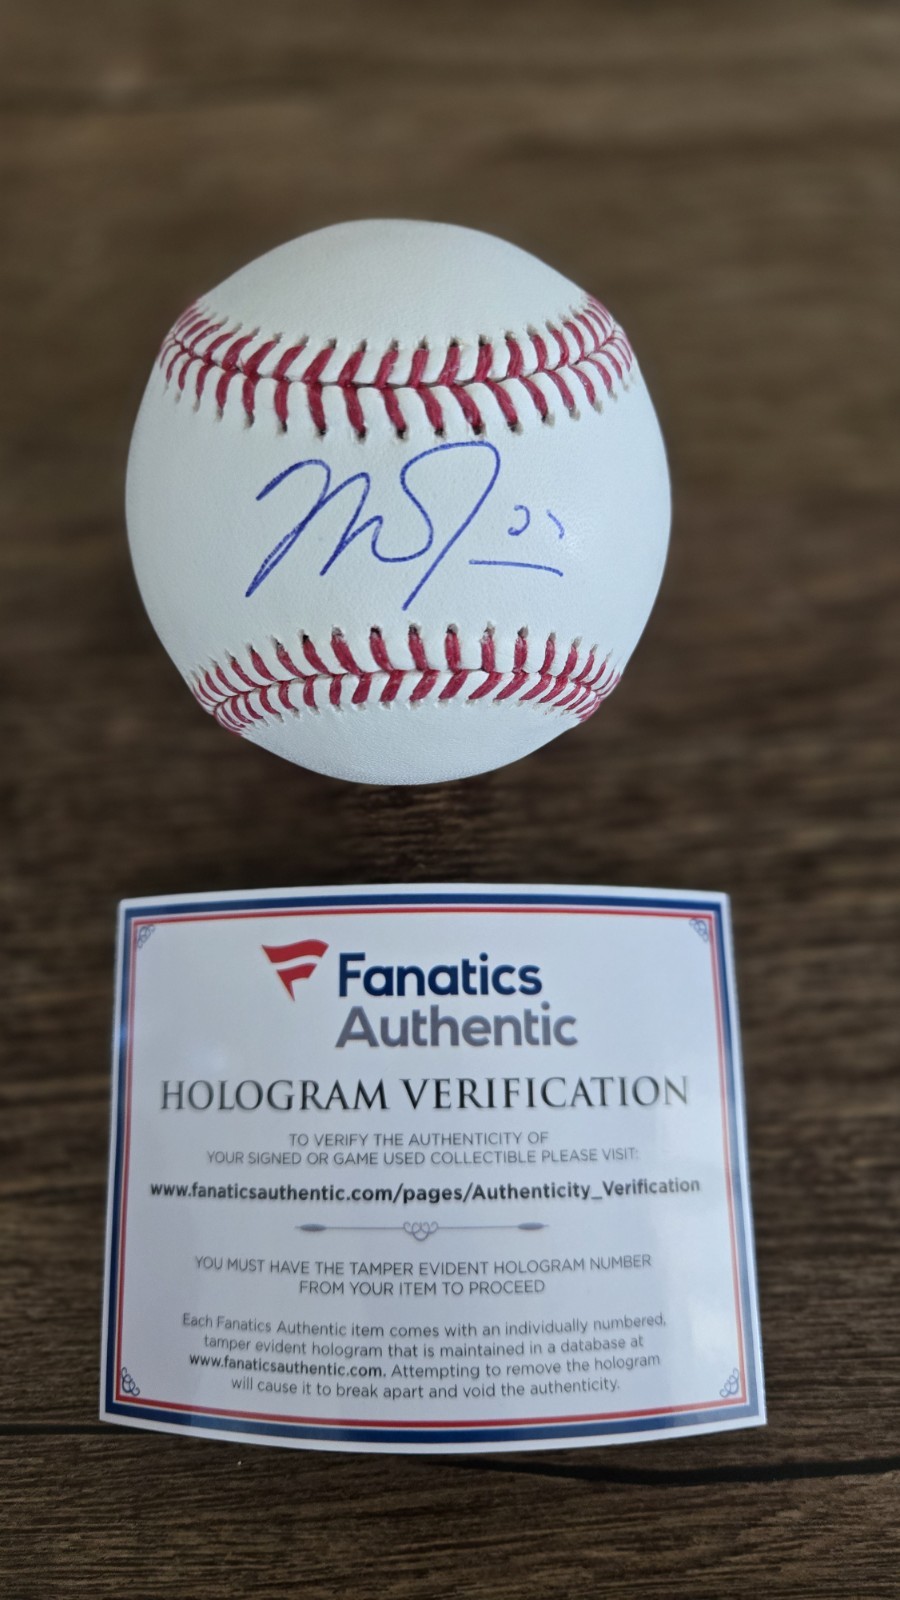 Fanatics
Authentic
HOLOGRAM VERIFICATION
TO VERIFY THE AUTHENTICITY OF
YOUR SIGNED OR GAME USED COLLECTIBLE PLEASE VISIT:
www.fanaticsauthentic.com/pages/Authenticity_Verification
YOU MUST HAVE THE TAMPER EVIDENT HOLOGRAM NUMBER
FROM YOUR ITEM TO PROCEED
Each Fanatics Authentic item comes with an individually numbered,
tamper evident hologram that is maintained in a database at
www.fanaticsauthentic.com. Attempting to remove the hologram
will cause it to break apart and void the authenticity.